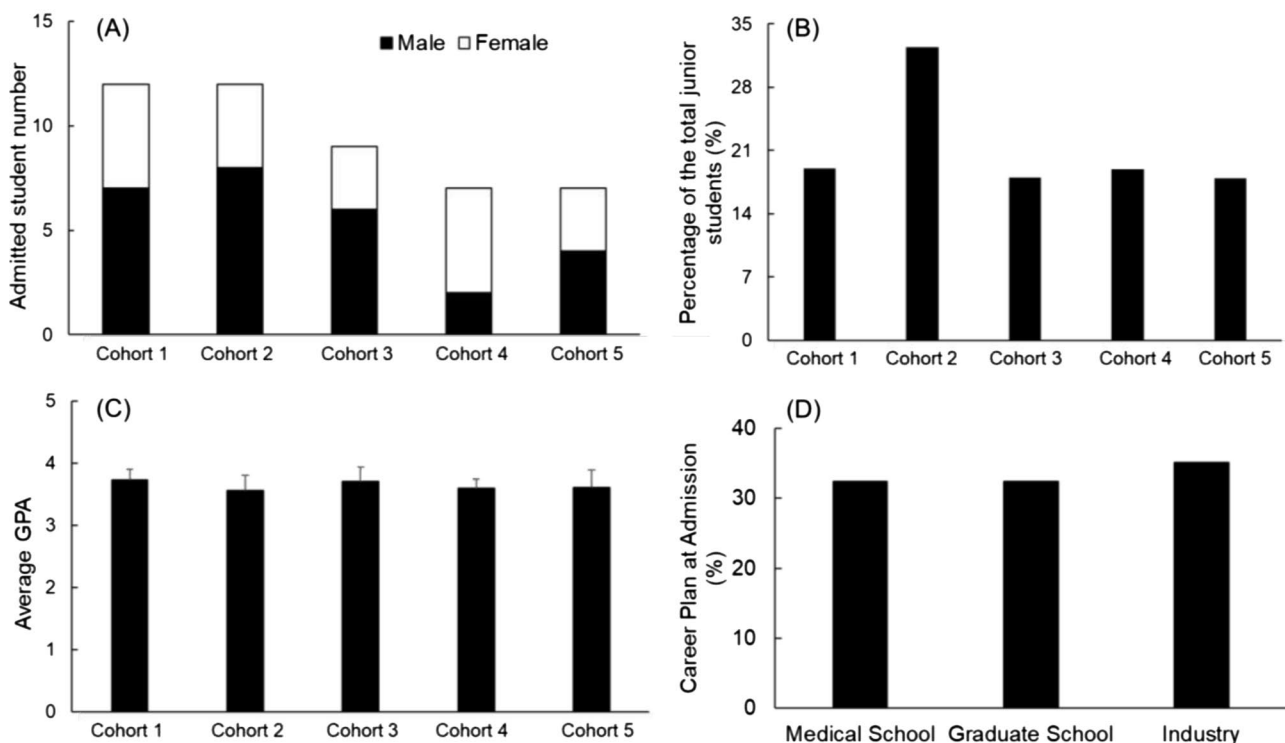 (A)
Male Female
Admitted student number
15
10
5
0
Cohort 1 Cohort 2 Cohort 3 Cohort 4 Cohort 5
(B)
Percentage of the total junior
students (%)
35
28
21
14
7
0
Cohort 1 Cohort 2 Cohort 3 Cohort 4 Cohort 5
(C)
Average GPA
5
4
3
2
1
0
Cohort 1 Cohort 2 Cohort 3 Cohort 4 Cohort 5
(D)
Career Plan at Admission
(%)
40
30
20
10
0
Medical School Graduate School Industry